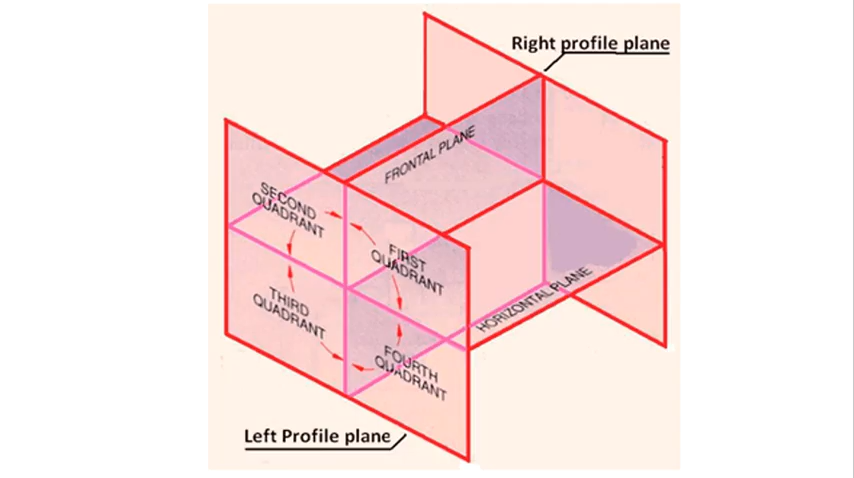 Right profile plane
FRONTAL PLANE
SECOND
QUADRANT
FIRST
QUADRANT
THIRD
QUADRANT
HORIZONTAL PLANE
FOURTH
QUADRANT
Left Profile plane